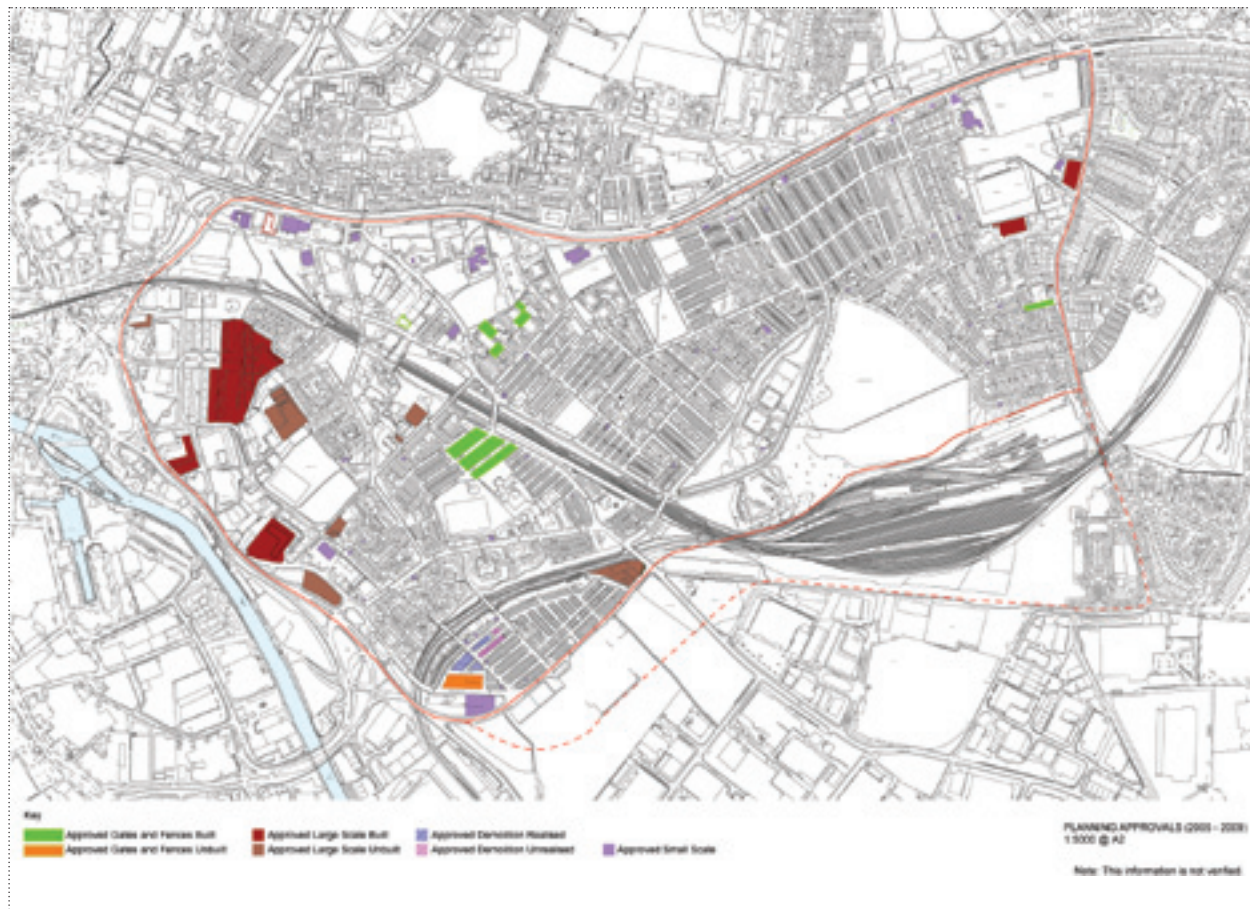 Key
Approved Gates and Fences Built
Approved Large Scale Built
Approved Demolition Realised
Approved Gates and Fences Unbuilt
Approved Large Scale Unbuilt
Approved Demolition Unrealised
Approved Small Scale
PLANNING APPROVALS (2005 - 2009)
1:5000 @ A2
Note: This information is not verified.